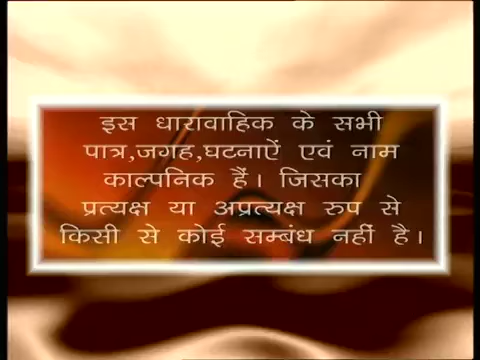 इस धारावाहिक के सभी
पात्र,जगह,घटनाऐं एवं नाम
काल्पनिक हैं। जिसका
प्रत्यक्ष या अप्रत्यक्ष रुप से
किसी से कोई सम्बंध नहीं है।